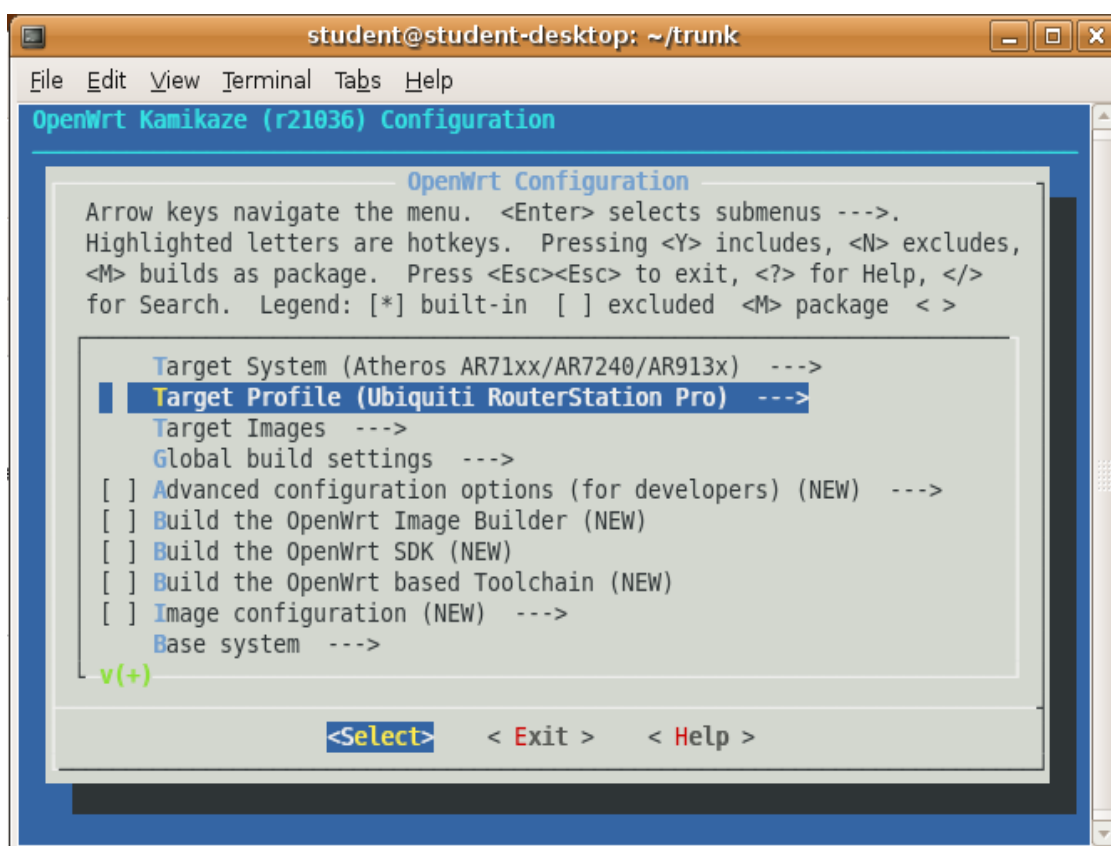 student@student-desktop: ~/trunk
File Edit View Terminal Tabs Help
OpenWrt Kamikaze (r21036) Configuration
OpenWrt Configuration
Arrow keys navigate the menu. <Enter> selects submenus --->.
Highlighted letters are hotkeys. Pressing <Y> includes, <N> excludes,
<M> builds as package. Press <Esc><Esc> to exit, <?> for Help, </>
for Search. Legend: [*] built-in [ ] excluded <M> package < >
Target System (Atheros AR71xx/AR7240/AR913x) --->
Target Profile (Ubiquiti RouterStation Pro) --->
Target Images --->
Global build settings --->
[ ] Advanced configuration options (for developers) (NEW) --->
[ ] Build the OpenWrt Image Builder (NEW)
[ ] Build the OpenWrt SDK (NEW)
[ ] Build the OpenWrt based Toolchain (NEW)
[ ] Image configuration (NEW) --->
Base system --->
v(+)
<Select> < Exit > < Help >